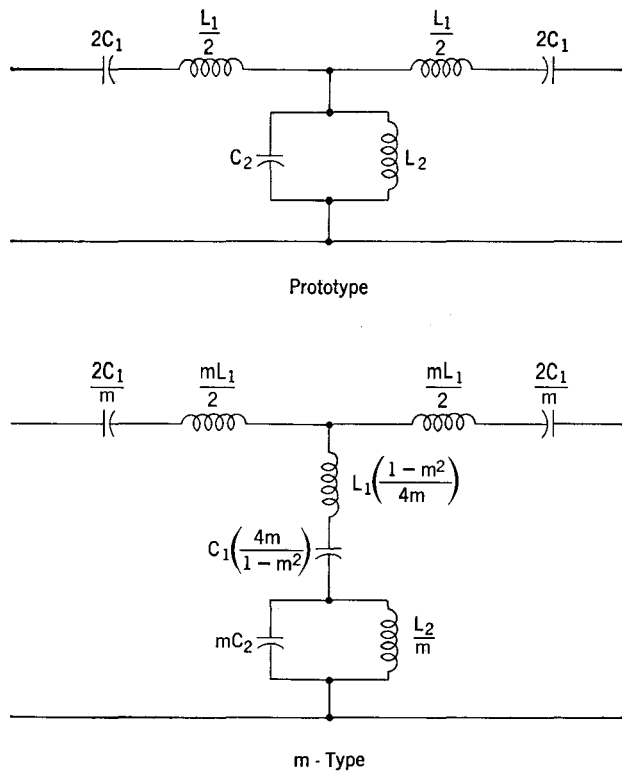 2C₁ L₁/2 L₁/2 2C₁
C₂ L₂
Prototype
2C₁/m mL₁/2 mL₁/2 2C₁/m
L₁((1 − m²)/4m)
C₁(4m/(1 − m²))
mC₂ L₂/m
m - Type